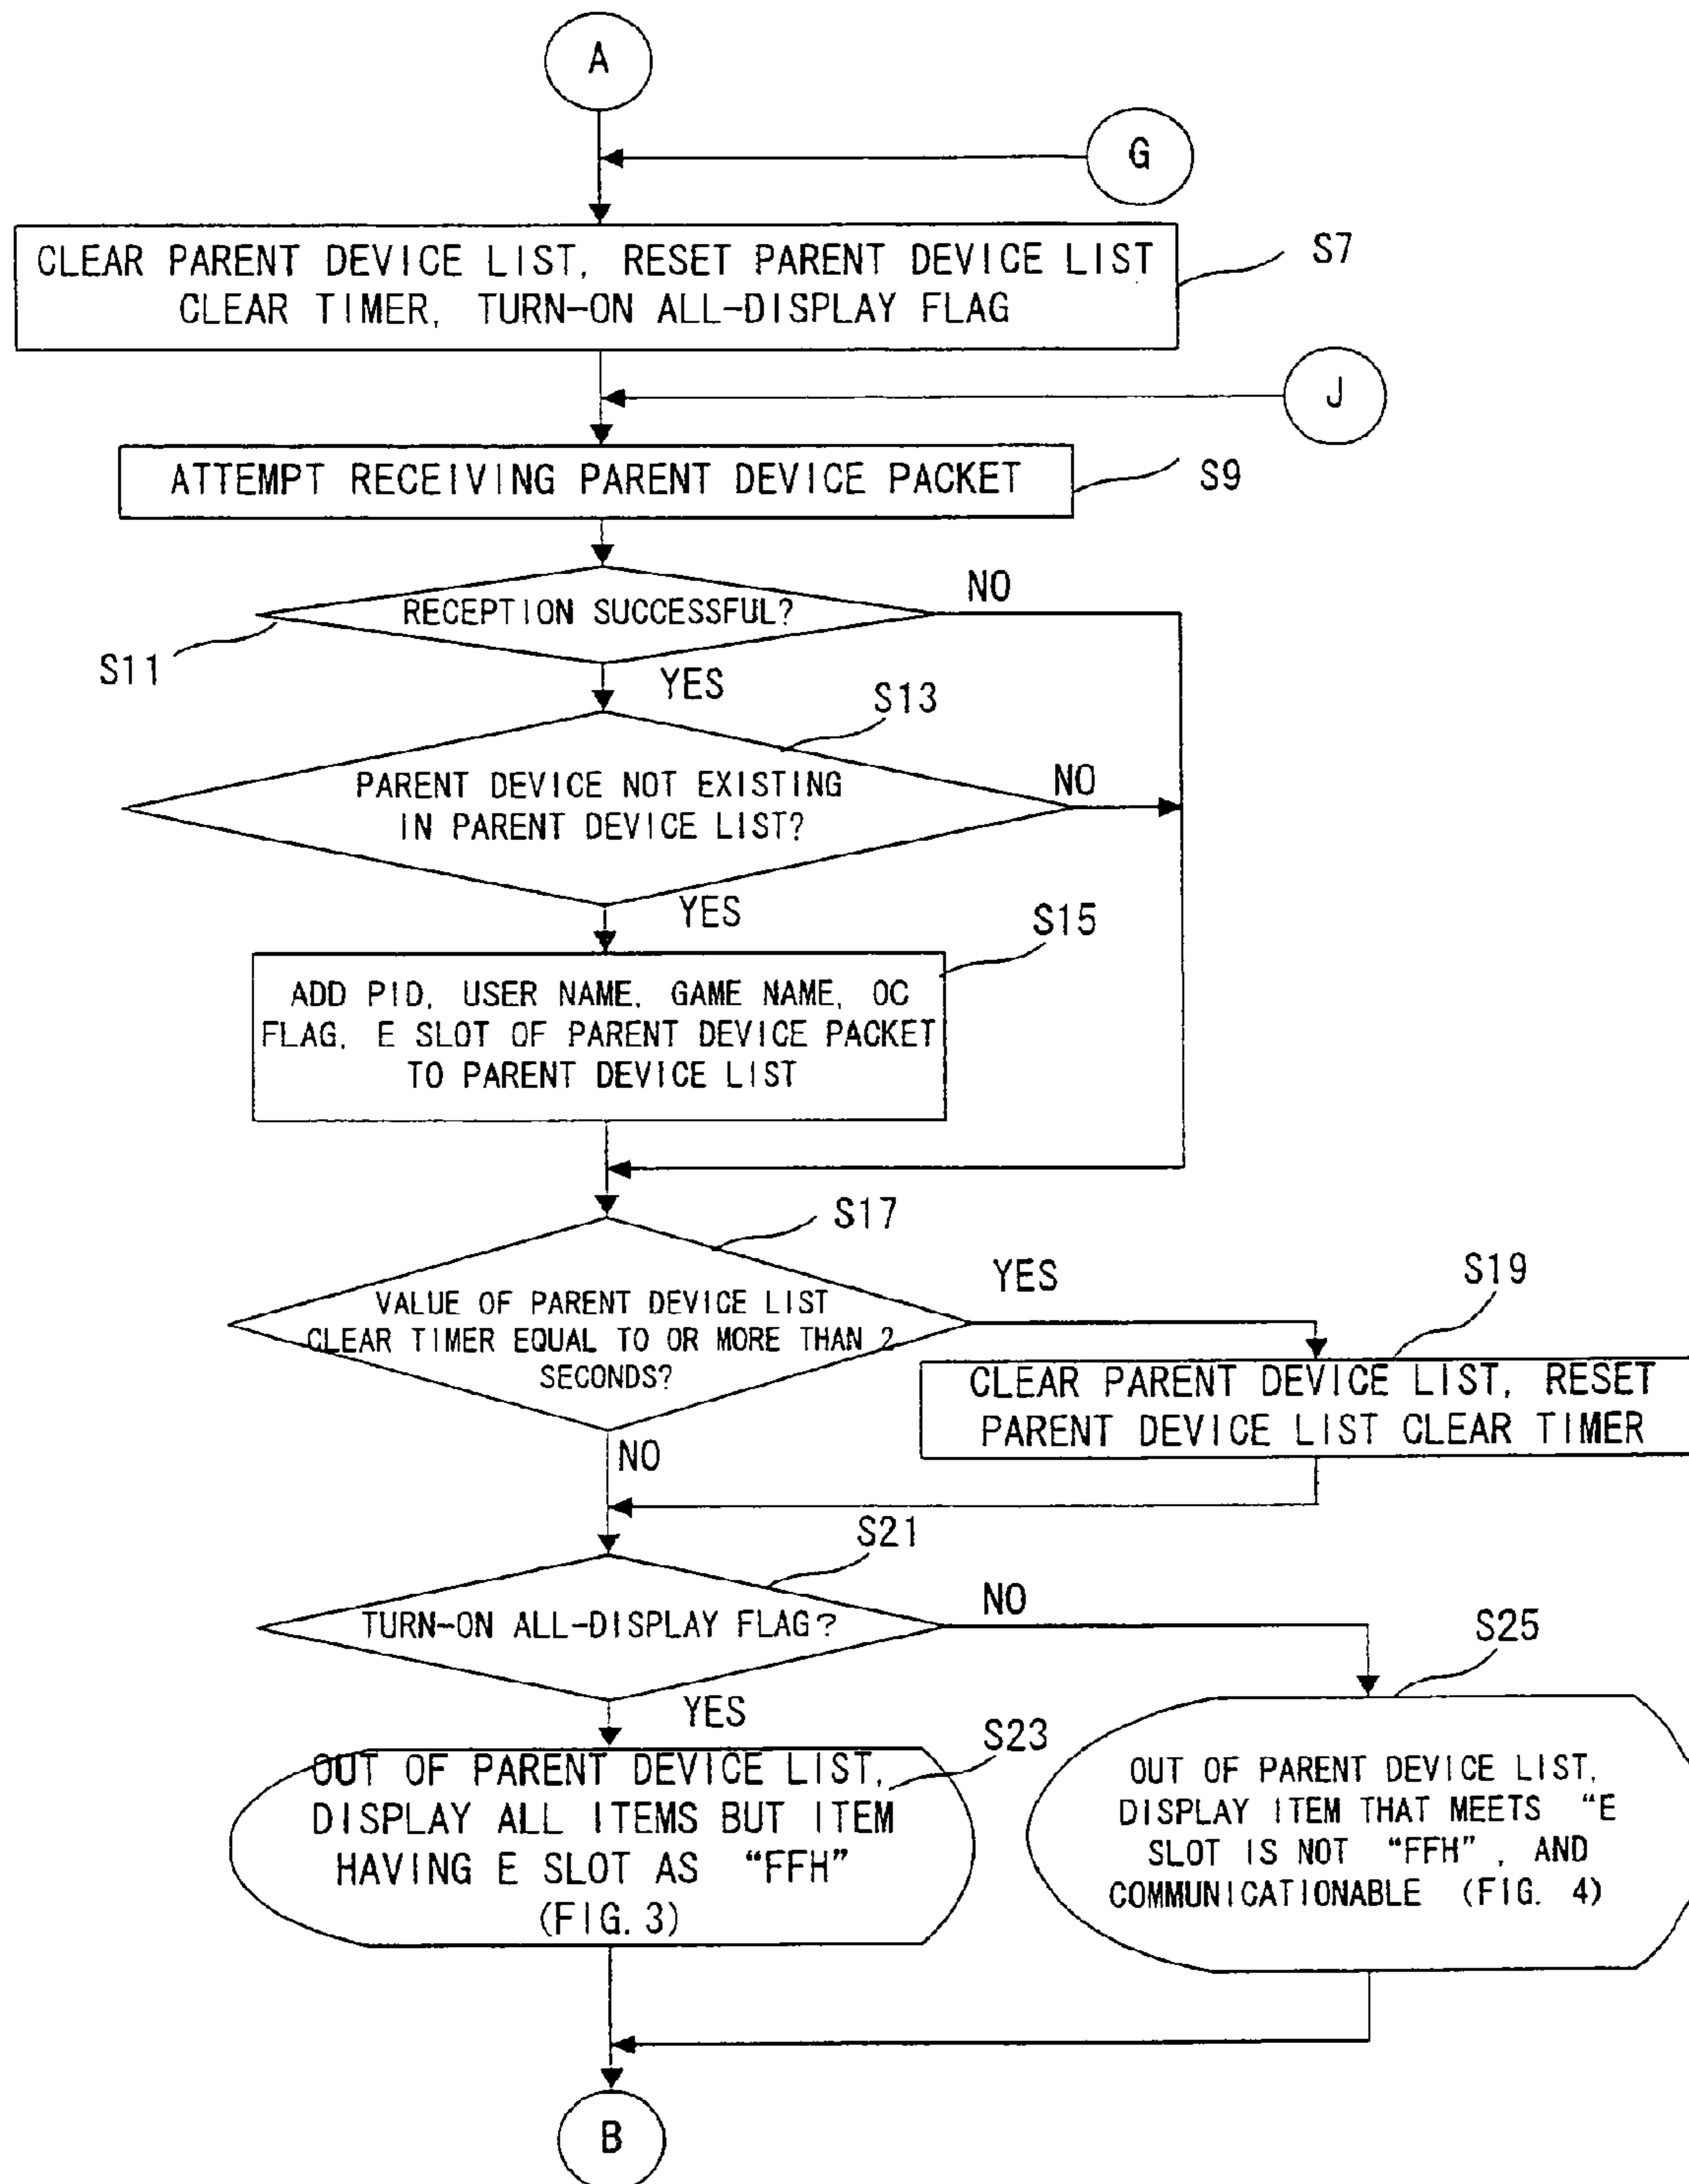 A
G
CLEAR PARENT DEVICE LIST, RESET PARENT DEVICE LIST
CLEAR TIMER, TURN-ON ALL-DISPLAY FLAG
S7
J
ATTEMPT RECEIVING PARENT DEVICE PACKET
S9
RECEPTION SUCCESSFUL?
NO
S11
YES
S13
PARENT DEVICE NOT EXISTING
IN PARENT DEVICE LIST?
NO
YES
S15
ADD PID, USER NAME, GAME NAME, OC
FLAG, E SLOT OF PARENT DEVICE PACKET
TO PARENT DEVICE LIST
S17
VALUE OF PARENT DEVICE LIST
CLEAR TIMER EQUAL TO OR MORE THAN 2
SECONDS?
YES
S19
CLEAR PARENT DEVICE LIST, RESET
PARENT DEVICE LIST CLEAR TIMER
NO
S21
TURN-ON ALL-DISPLAY FLAG?
NO
S25
YES
S23
OUT OF PARENT DEVICE LIST,
DISPLAY ALL ITEMS BUT ITEM
HAVING E SLOT AS “FFH”
(FIG. 3)
OUT OF PARENT DEVICE LIST,
DISPLAY ITEM THAT MEETS “E
SLOT IS NOT “FFH”, AND
COMMUNICATIONABLE (FIG. 4)
B